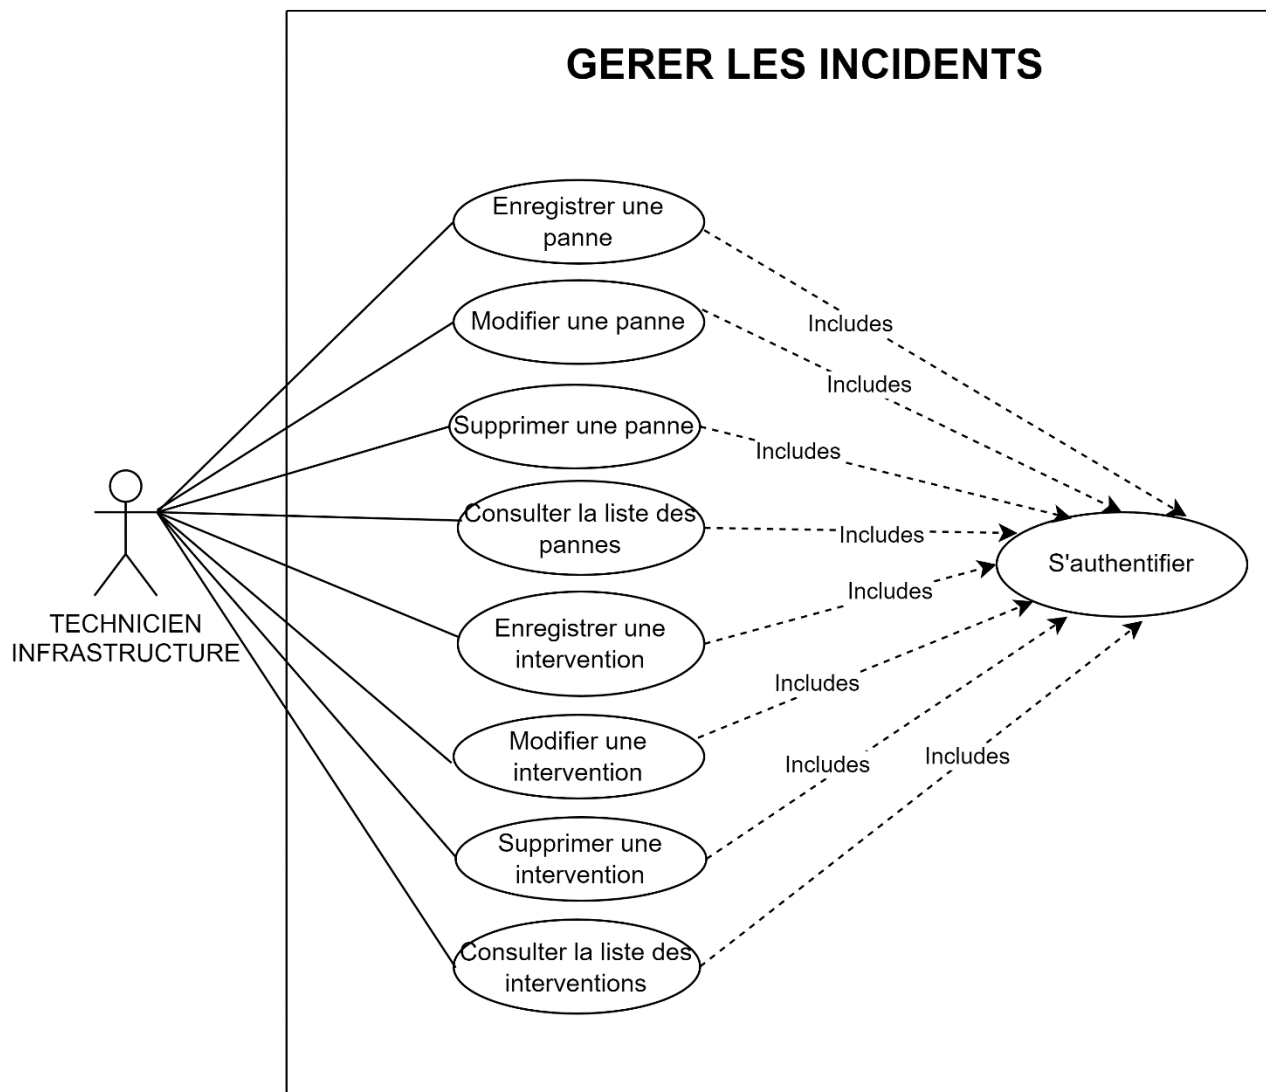 GERER LES INCIDENTS
Enregistrer une
panne
Includes
Modifier une panne
Includes
Supprimer une panne
Includes
Consulter la liste des
pannes
Includes
S'authentifier
TECHNICIEN
INFRASTRUCTURE
Enregistrer une
intervention
Includes
Modifier une
intervention
Includes
Supprimer une
intervention
Includes
Consulter la liste des
interventions
Includes